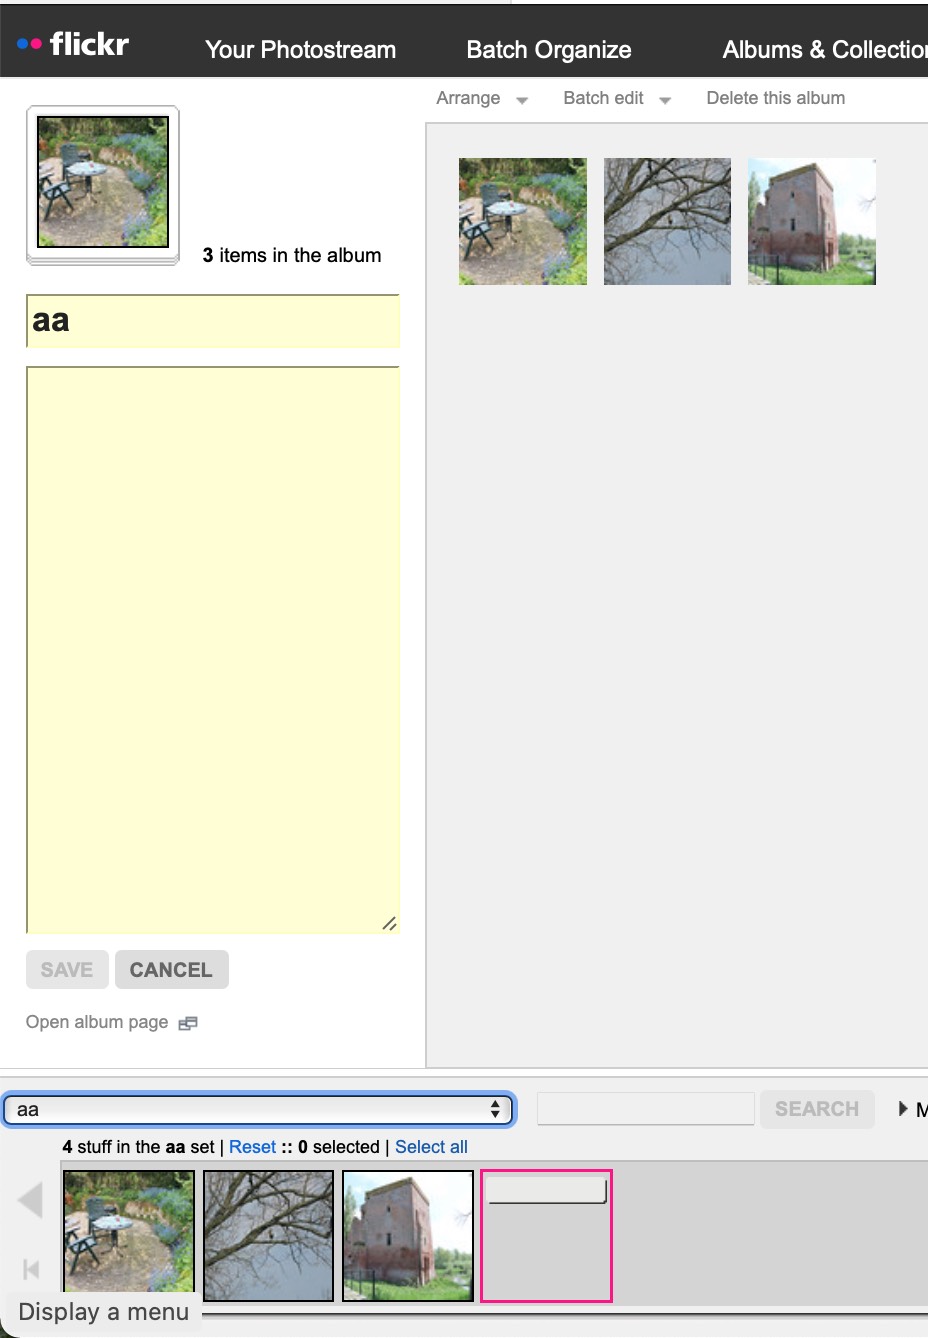 flickr
Your Photostream
Batch Organize
Albums & Collection
Arrange
Batch edit
Delete this album
3 items in the album
aa
SAVE
CANCEL
Open album page
aa
SEARCH
M
4 stuff in the aa set | Reset :: 0 selected | Select all
Display a menu